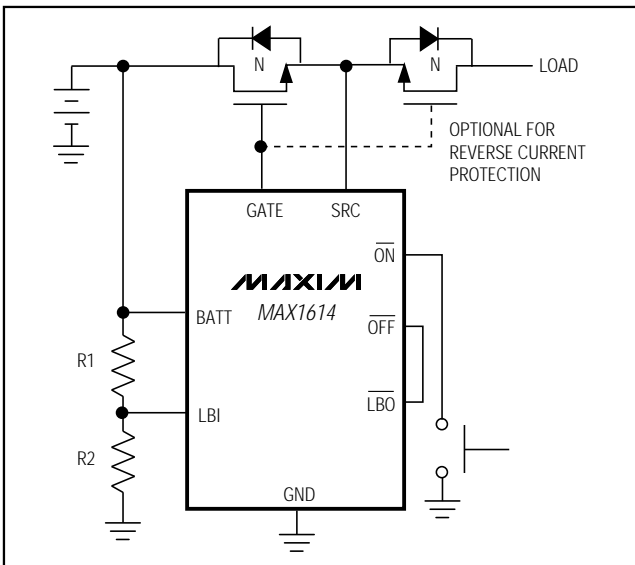 N
N
LOAD
OPTIONAL FOR
REVERSE CURRENT
PROTECTION
GATE
SRC
ON
MAXIM
MAX1614
BATT
OFF
R1
LBI
LBO
R2
GND